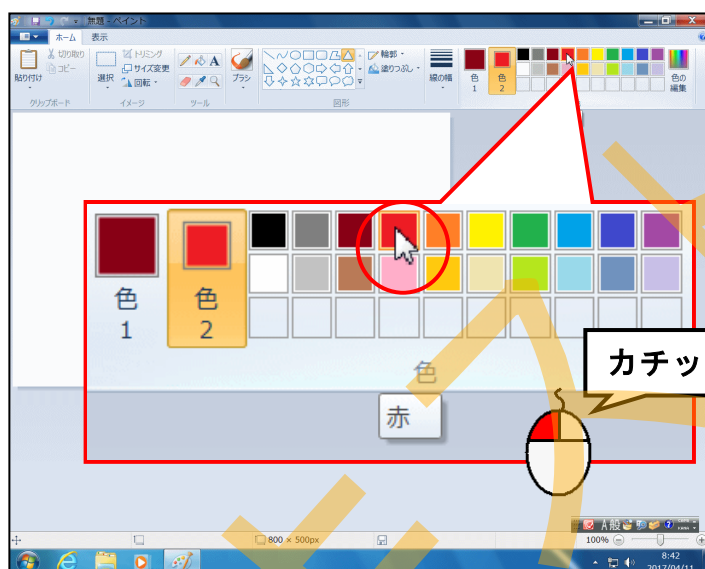 無題 - ペイント
ホーム 表示
貼り付け
切り取り
コピー
クリップボード
選択
トリミング
サイズ変更
回転
イメージ
A
ツール
ブラシ
図形
輪郭
塗りつぶし
線の幅
色
1
色
2
色の
編集
色
1
色
2
色
赤
カチッ
A 般
800 × 500px
100%
8:42
2017/04/11